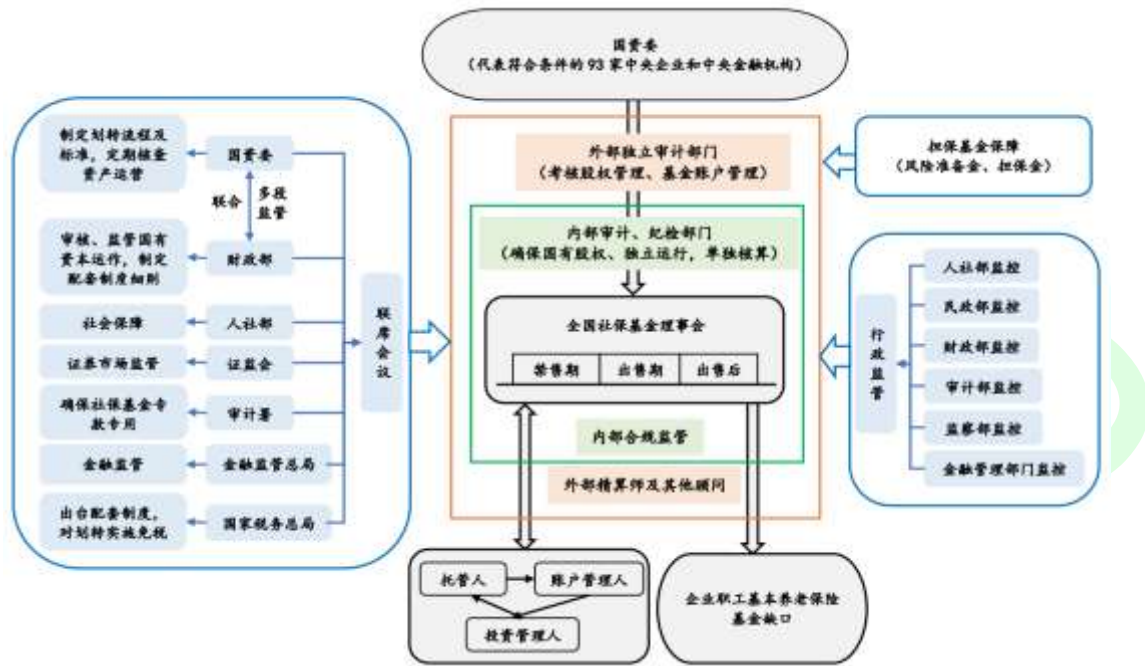 国资委
（代表符合条件的 93 家中央企业和中央金融机构）
制定划转流程及
标准，定期核查
资产运营
国资委
联合
多段
监管
审核、监管国有
资本运作，制定
配套制度细则
财政部
社会保障
人社部
证券市场监管
证监会
确保社保基金专
款专用
审计署
金融监管
金融监管总局
出台配套制度，
对划转实施免税
国家税务总局
联席会议
外部独立审计部门
（考核股权管理、基金账户管理）
内部审计、纪检部门
（确保国有股权、独立运行，单独核算）
全国社保基金理事会
禁售期
出售期
出售后
内部合规监管
外部精算师及其他顾问
担保基金保障
（风险准备金、担保金）
行政监管
人社部监控
民政部监控
财政部监控
审计部监控
监察部监控
金融管理部门监控
托管人
账户管理人
投资管理人
企业职工基本养老保险
基金缺口